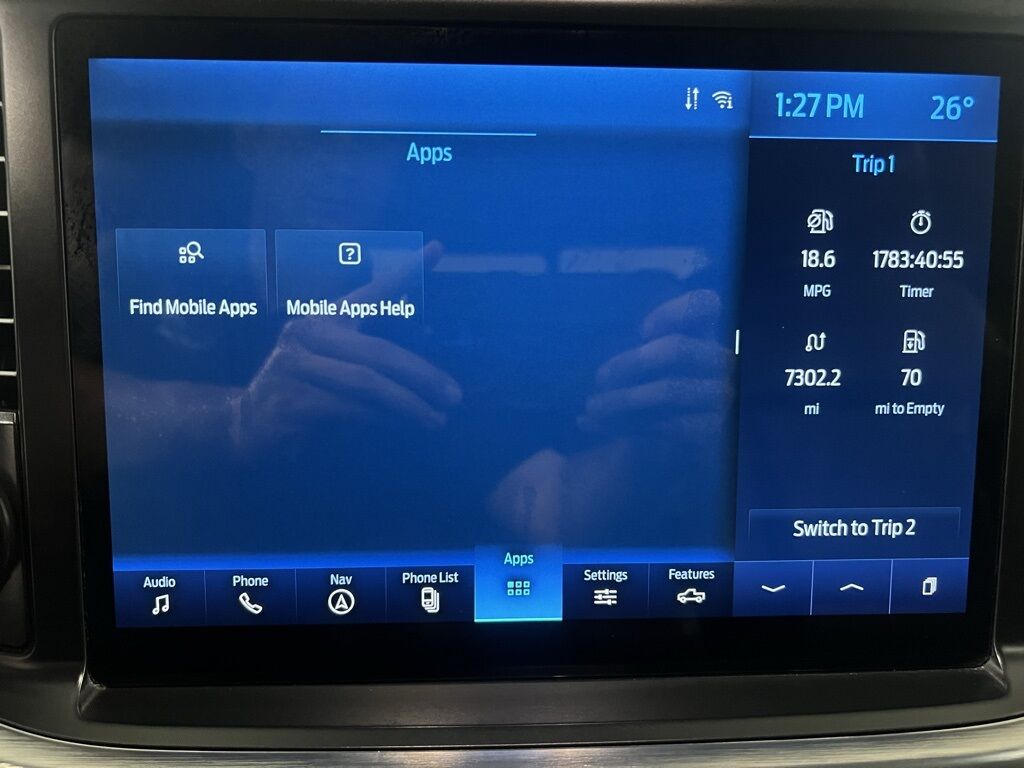 1:27 PM 26°
Apps
Trip 1
18.6 1783:40:55
MPG Timer
Find Mobile Apps Mobile Apps Help
7302.2 70
mi mi to Empty
Switch to Trip 2
Audio Phone Nav Phone List Apps Settings Features